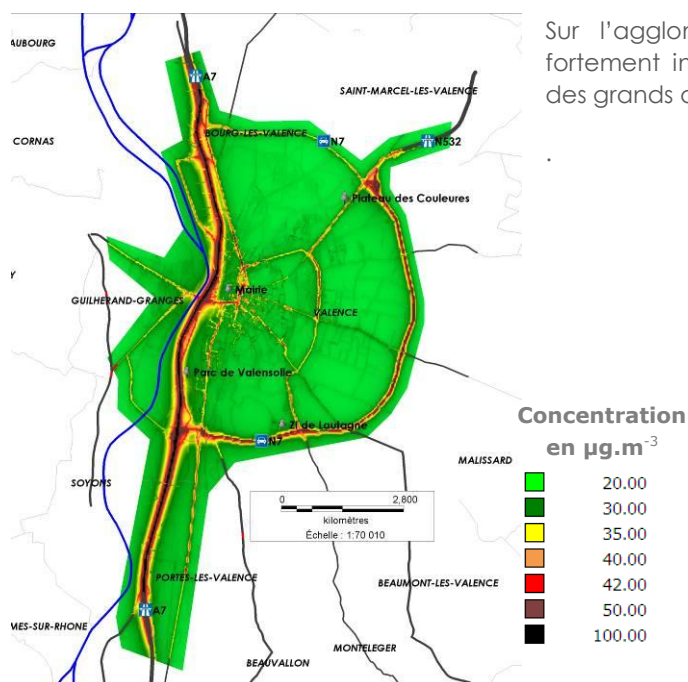 Sur l'agglor
fortement in
des grands a
.
AUBOURG
A7
SAINT-MARCEL-LES-VALENCE
BOURG-LES-VALENCE
N7
N532
CORNAS
Plateau des Couleures
Mairie
GUILHERAND-GRANGES
VALENCE
Parc de Valensolle
ZI de Lautagne
N7
MALISSARD
SOYONS
0 2,800
kilomètres
Échelle : 1:70 010
PORTES-LES-VALENCE
BEAUMONT-LES-VALENCE
A7
MES-SUR-RHONE
MONTELEGER
BEAUVALLON
Concentration
en µg.m-3
20.00
30.00
35.00
40.00
42.00
50.00
100.00